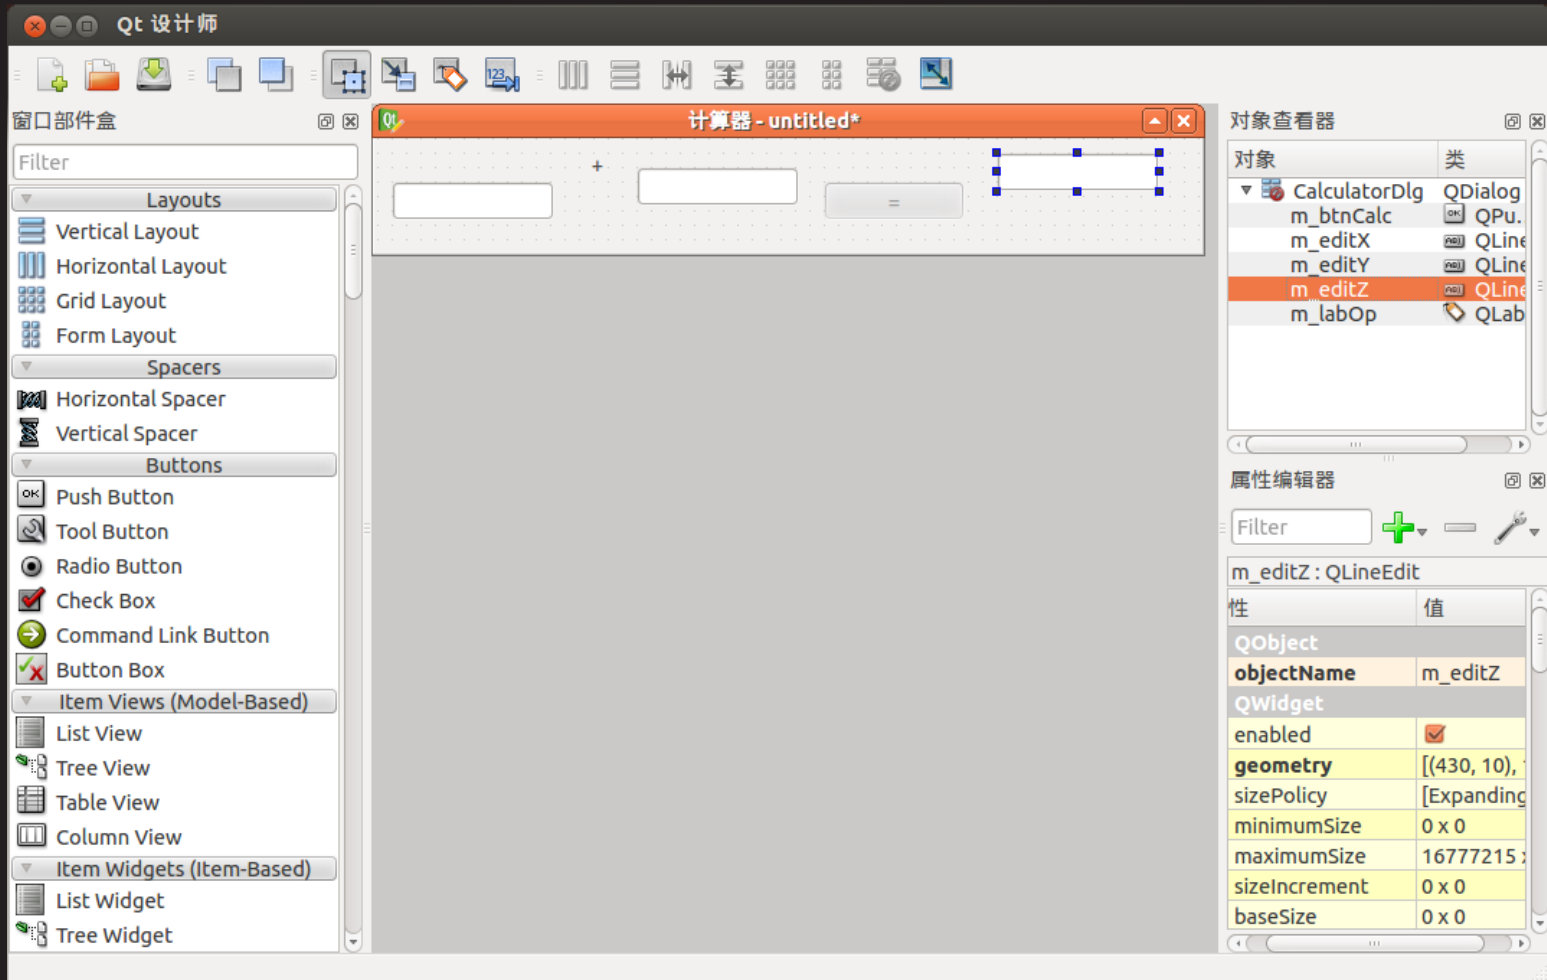 Qt 设计师
窗口部件盒
Filter
Layouts
Vertical Layout
Horizontal Layout
Grid Layout
Form Layout
Spacers
Horizontal Spacer
Vertical Spacer
Buttons
OK Push Button
Tool Button
Radio Button
Check Box
Command Link Button
Button Box
Item Views (Model-Based)
List View
Tree View
Table View
Column View
Item Widgets (Item-Based)
List Widget
Tree Widget
123
计算器 - untitled*
+
=
对象查看器
对象 类
CalculatorDlg QDialog
m_btnCalc OK QPu.
m_editX QLine
m_editY QLine
m_editZ QLine
m_labOp QLab
属性编辑器
Filter
m_editZ : QLineEdit
性 值
QObject
objectName m_editZ
QWidget
enabled
geometry [(430, 10),
sizePolicy [Expanding
minimumSize 0 x 0
maximumSize 16777215 x
sizeIncrement 0 x 0
baseSize 0 x 0